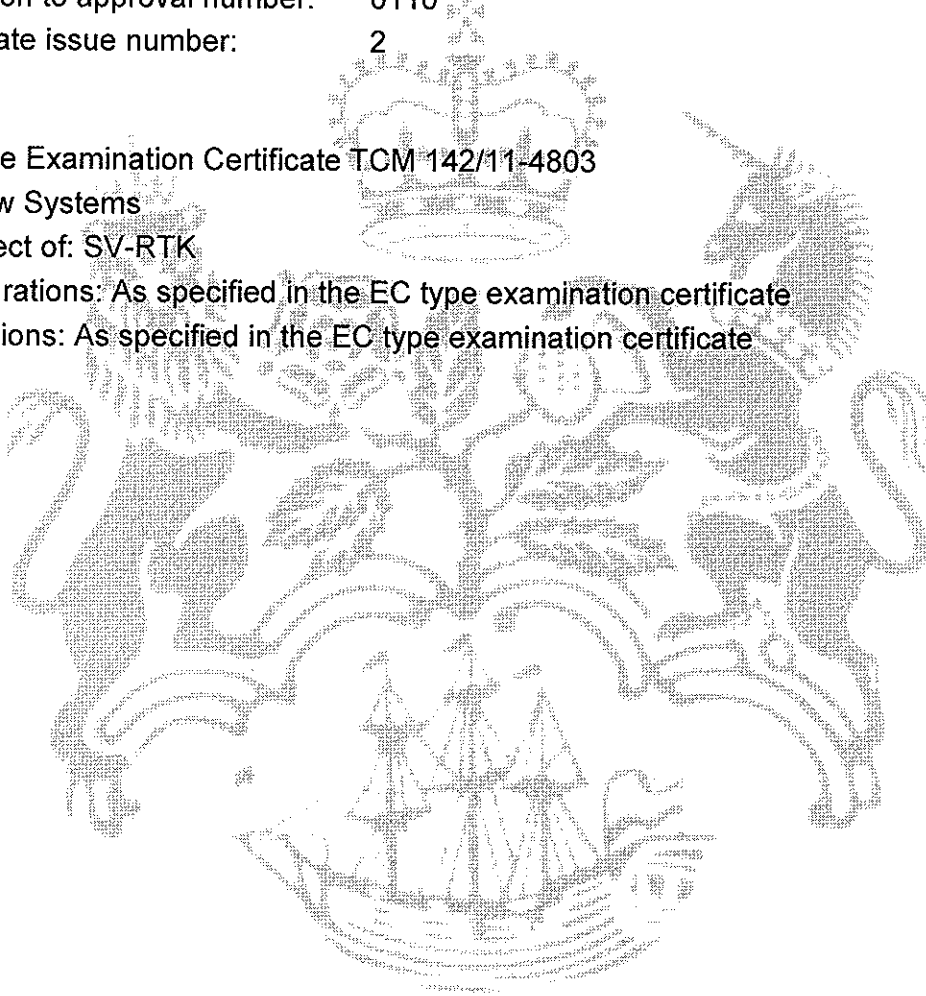 on to approval number: 0110
ate issue number: 2
e Examination Certificate TCM 142/11-4803
w Systems
ect of: SV-RTK
rations: As specified in the EC type examination certificate
ions: As specified in the EC type examination certificate